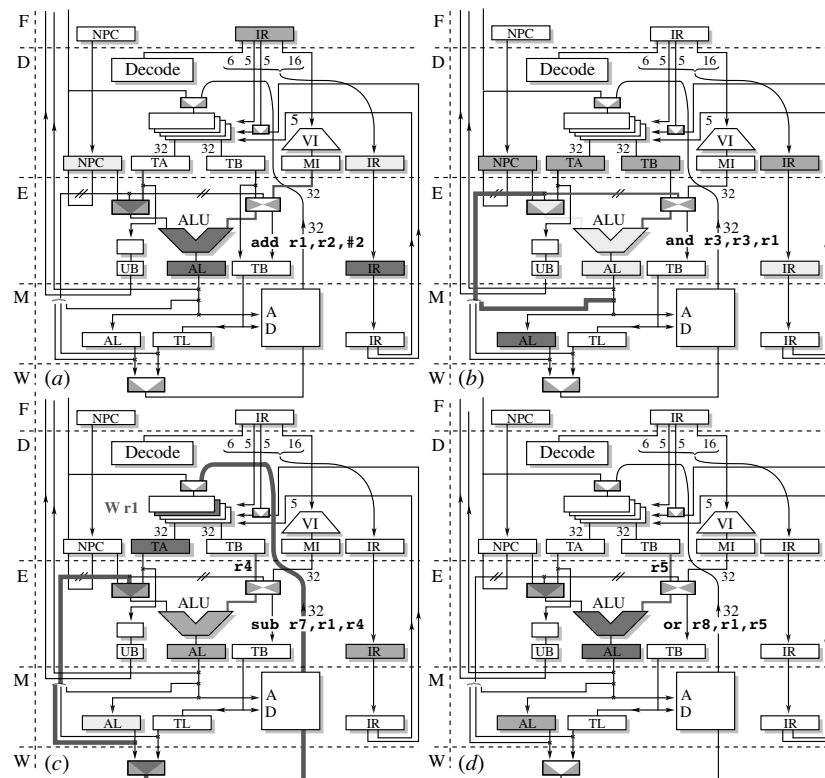 F
NPC
IR
D
Decode
6 5 5 16
5
VI
32 32
NPC TA TB MI IR
E
32
ALU
32
add r1,r2,#2
UB AL TB IR
M
A
D
AL TL IR
W (a)
F
NPC
IR
D
Decode
6 5 5 16
5
VI
32 32
NPC TA TB MI IR
E
32
ALU
32
and r3,r3,r1
UB AL TB IR
M
A
D
AL TL IR
W (b)
F
NPC
IR
D
Decode
6 5 5 16
W r1
5
VI
32 32
NPC TA TB MI IR
r4
E
32
ALU
32
sub r7,r1,r4
UB AL TB IR
M
A
D
AL TL IR
W (c)
F
NPC
IR
D
Decode
6 5 5 16
5
VI
32 32
NPC TA TB MI IR
r5
E
32
ALU
32
or r8,r1,r5
UB AL TB IR
M
A
D
AL TL IR
W (d)